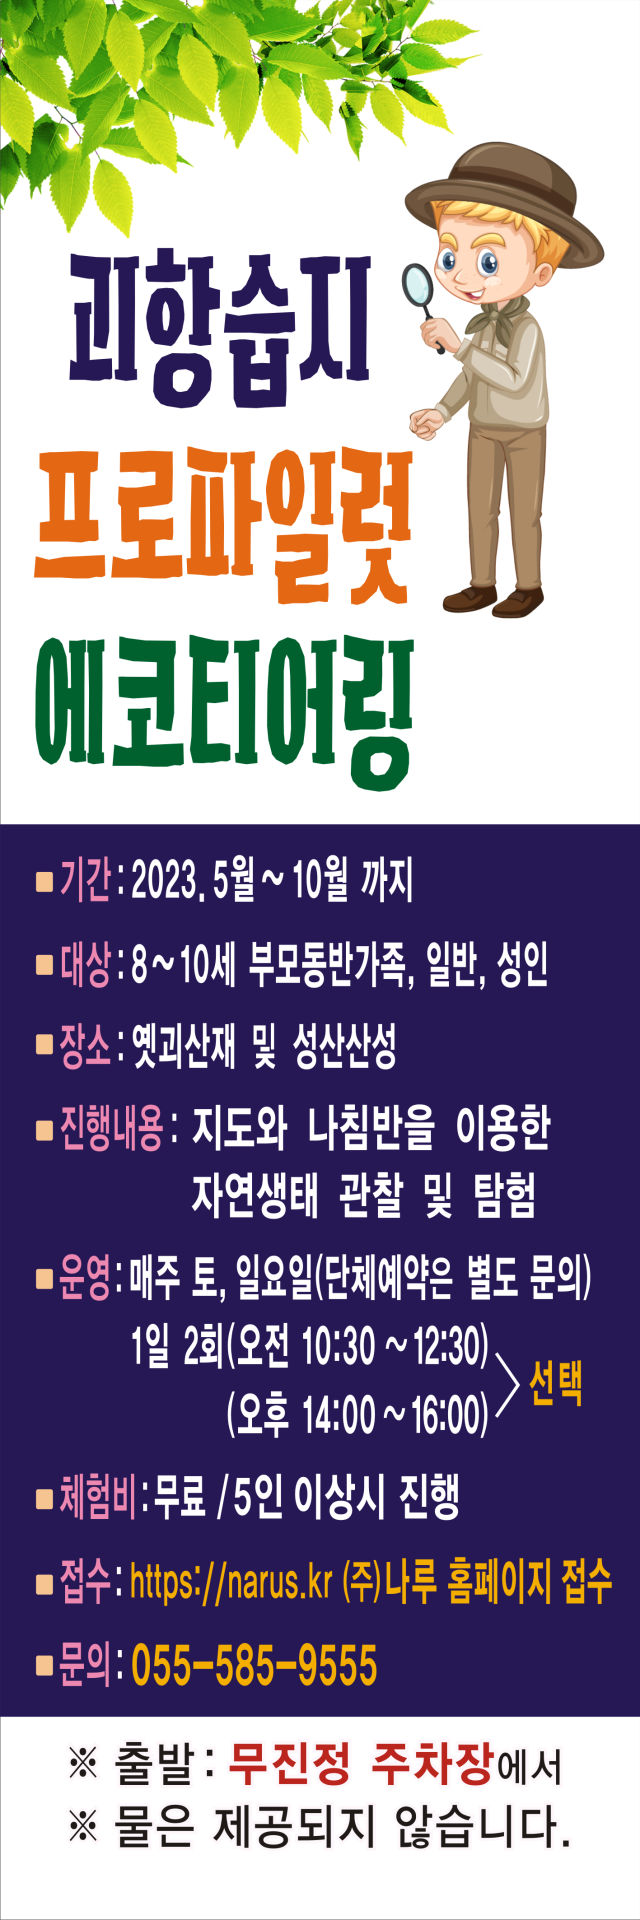 괴항습지
프로파일럿
에코티어링
■ 기간 : 2023. 5월 ~ 10월 까지
■ 대상 : 8~10세 부모동반가족, 일반, 성인
■ 장소 : 옛괴산재 및 성산산성
■ 진행내용 : 지도와 나침반을 이용한
자연생태 관찰 및 탐험
■ 운영 : 매주 토, 일요일(단체예약은 별도 문의)
1일 2회(오전 10:30 ~ 12:30)
(오후 14:00 ~ 16:00)
선택
■ 체험비 : 무료 / 5인 이상시 진행
■ 접수 : https://narus.kr (주)나루 홈페이지 접수
■ 문의 : 055-585-9555
※ 출발 : 무진정 주차장에서
※ 물은 제공되지 않습니다.